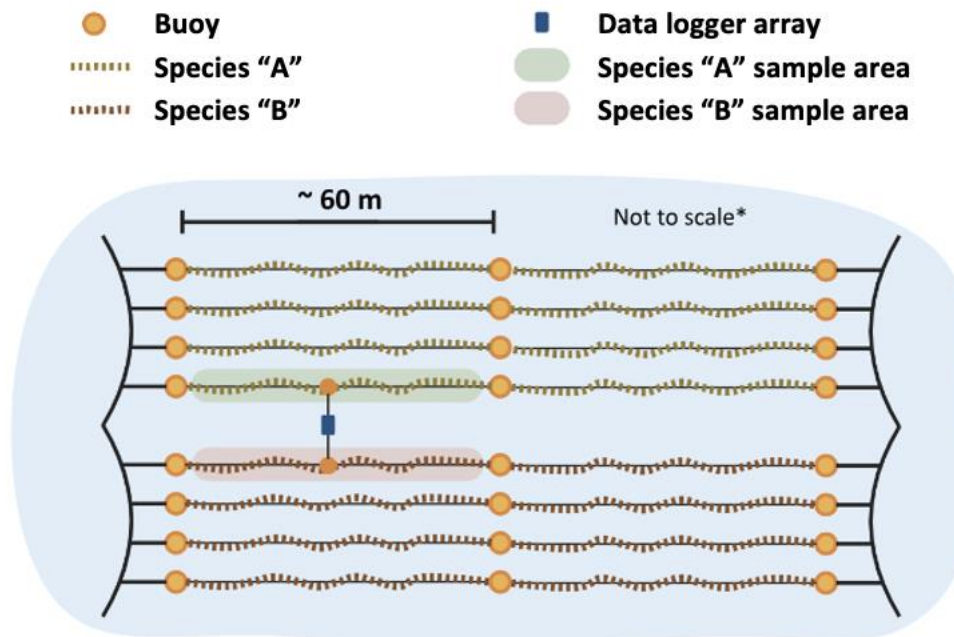 Buoy
Data logger array
Species “A”
Species “A” sample area
Species “B”
Species “B” sample area
~ 60 m
Not to scale*